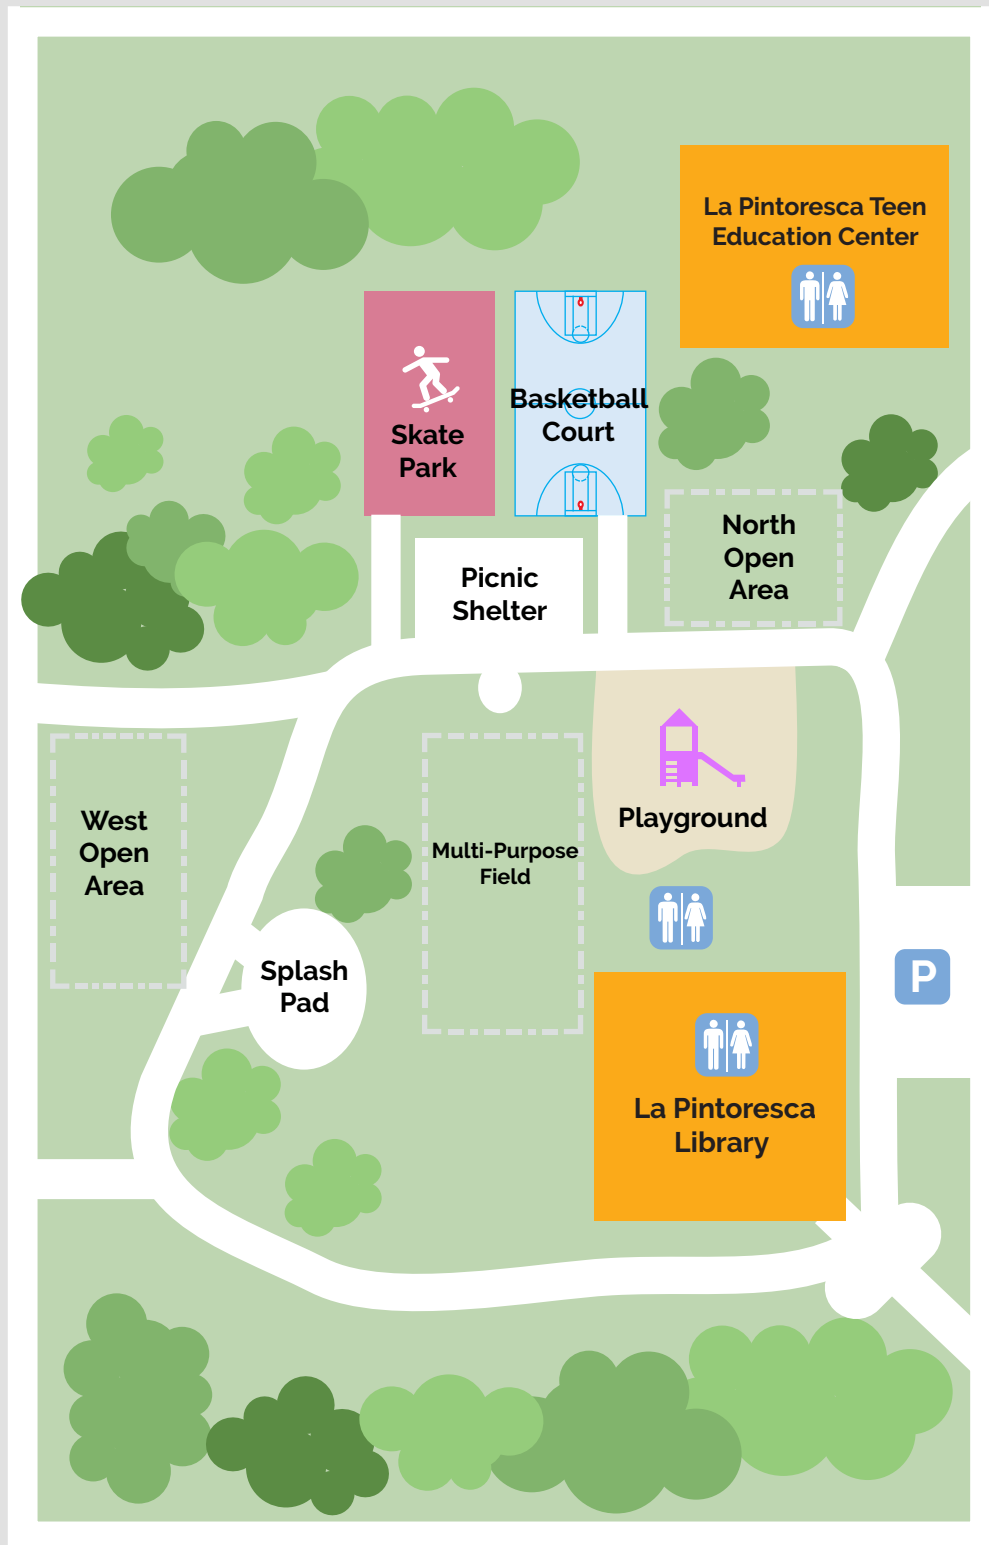 La Pintoresca Teen
Education Center
Basketball
Court
Skate
Park
North
Open
Area
Picnic
Shelter
Playground
West
Open
Area
Multi-Purpose
Field
Splash
Pad
P
La Pintoresca
Library